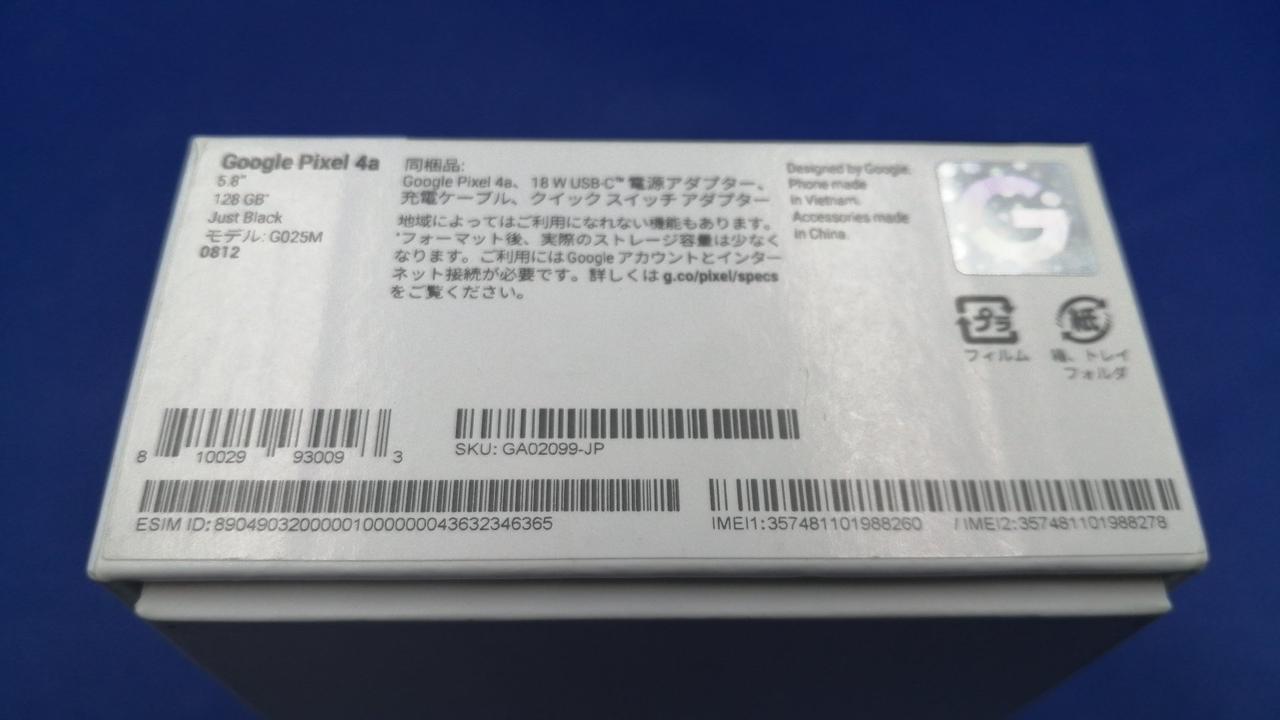 Google Pixel 4a
5.8"
128 GB*
Just Black
モデル: G025M
0812
同梱品:
Google Pixel 4a、18 W USB-C™ 電源アダプター、
充電ケーブル、クイック スイッチ アダプター
地域によってはご利用になれない機能もあります。
*フォーマット後、実際のストレージ容量は少なく
なります。ご利用には Google アカウントとインター
ネット接続が必要です。詳しくは g.co/pixel/specs
をご覧ください。
Designed by Google.
Phone made
in Vietnam.
Accessories made
in China.
G
プラ
フィルム
紙
箱、トレイ
フォルダ
8 10029 93009 3
SKU: GA02099-JP
ESIM ID: 89049032000001000000043632346365
IMEI1: 357481101988260 / IMEI2: 357481101988278